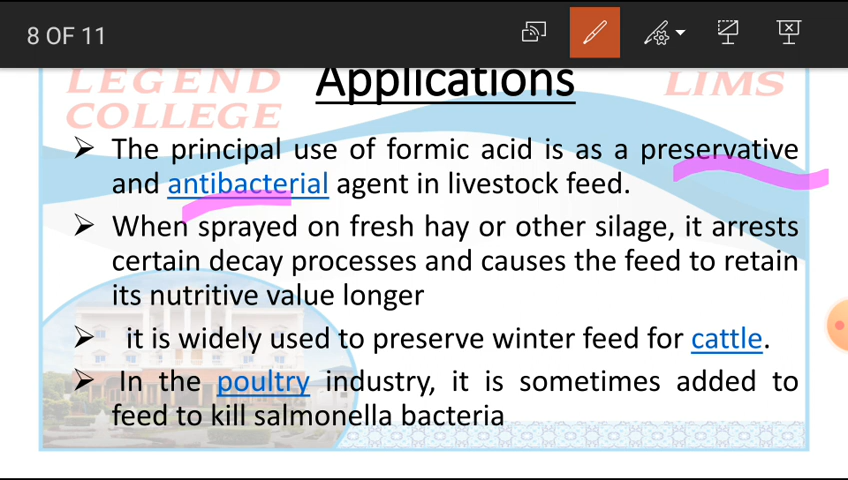 8 OF 11
LEGEND
COLLEGE
Applications
LIMS
➢ The principal use of formic acid is as a preservative
and antibacterial agent in livestock feed.
➢ When sprayed on fresh hay or other silage, it arrests
certain decay processes and causes the feed to retain
its nutritive value longer
➢ it is widely used to preserve winter feed for cattle.
➢ In the poultry industry, it is sometimes added to
feed to kill salmonella bacteria